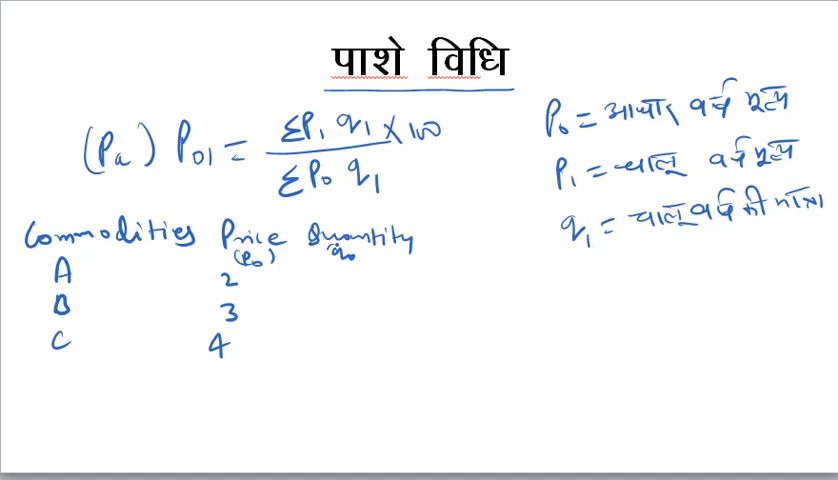 पाशे विधि
(Pa) P01 = ΣP1 q1 × 100
ΣP0 q1
P0 = आधार वर्ष मूल्य
P1 = चालू वर्ष मूल्य
q1 = चालू वर्ष की मात्रा
Commodities Price Quantity
(P0) q0
A 2
B 3
C 4